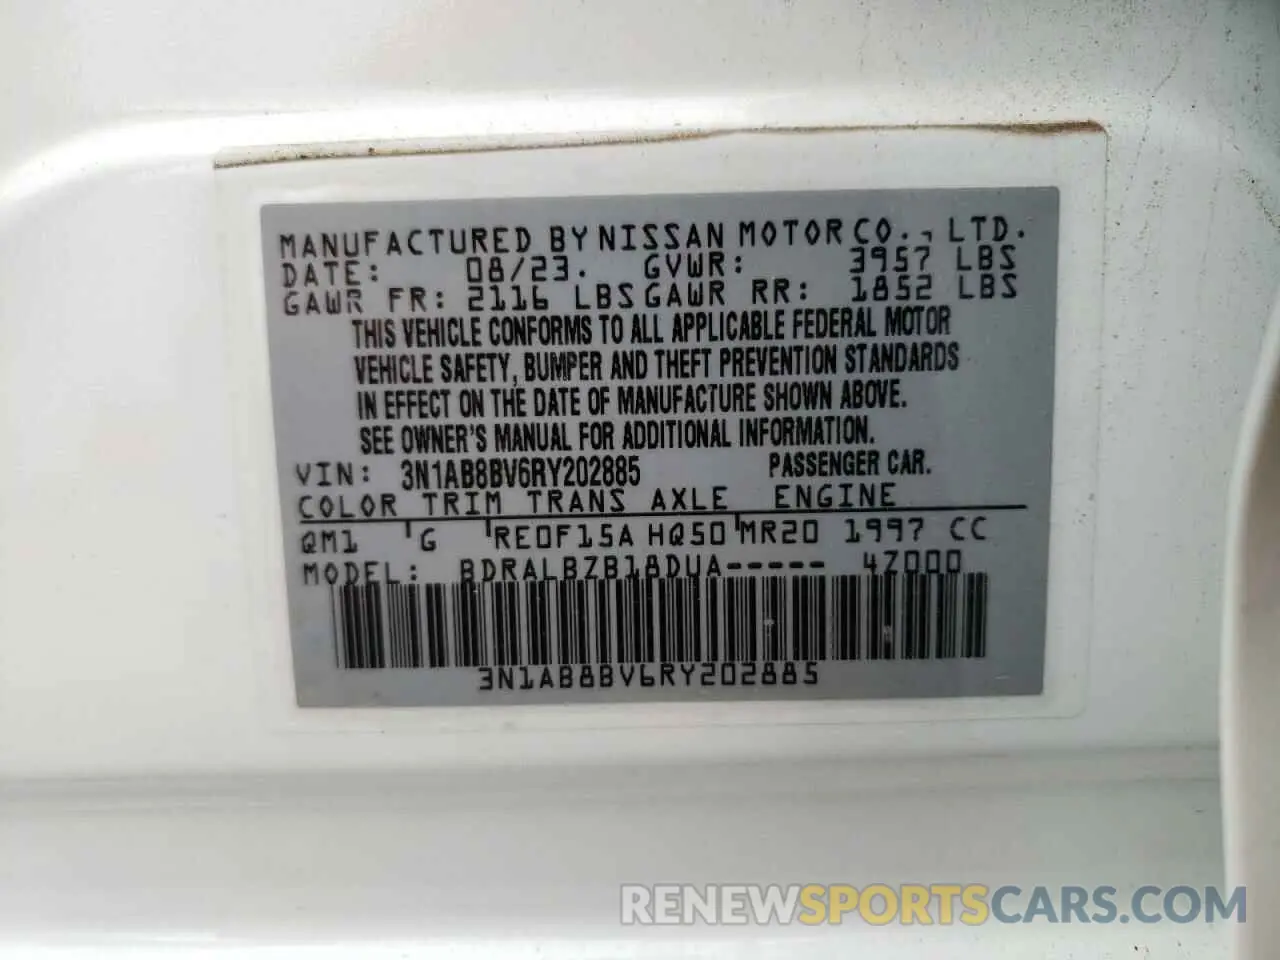 MANUFACTURED BY NISSAN MOTOR CO., LTD.
DATE: 08/23. GVWR: 3957 LBS
GAWR FR: 2116 LBS GAWR RR: 1852 LBS
THIS VEHICLE CONFORMS TO ALL APPLICABLE FEDERAL MOTOR
VEHICLE SAFETY, BUMPER AND THEFT PREVENTION STANDARDS
IN EFFECT ON THE DATE OF MANUFACTURE SHOWN ABOVE.
SEE OWNER'S MANUAL FOR ADDITIONAL INFORMATION.
VIN: 3N1AB8BV6RY202885 PASSENGER CAR.
COLOR TRIM TRANS AXLE ENGINE
QM1 G RE0F15A HQ50 MR20 1997 CC
MODEL: BDRALBZB18DUA----- 4Z000
3N1AB8BV6RY202885
RENEWSPORTSCARS.COM